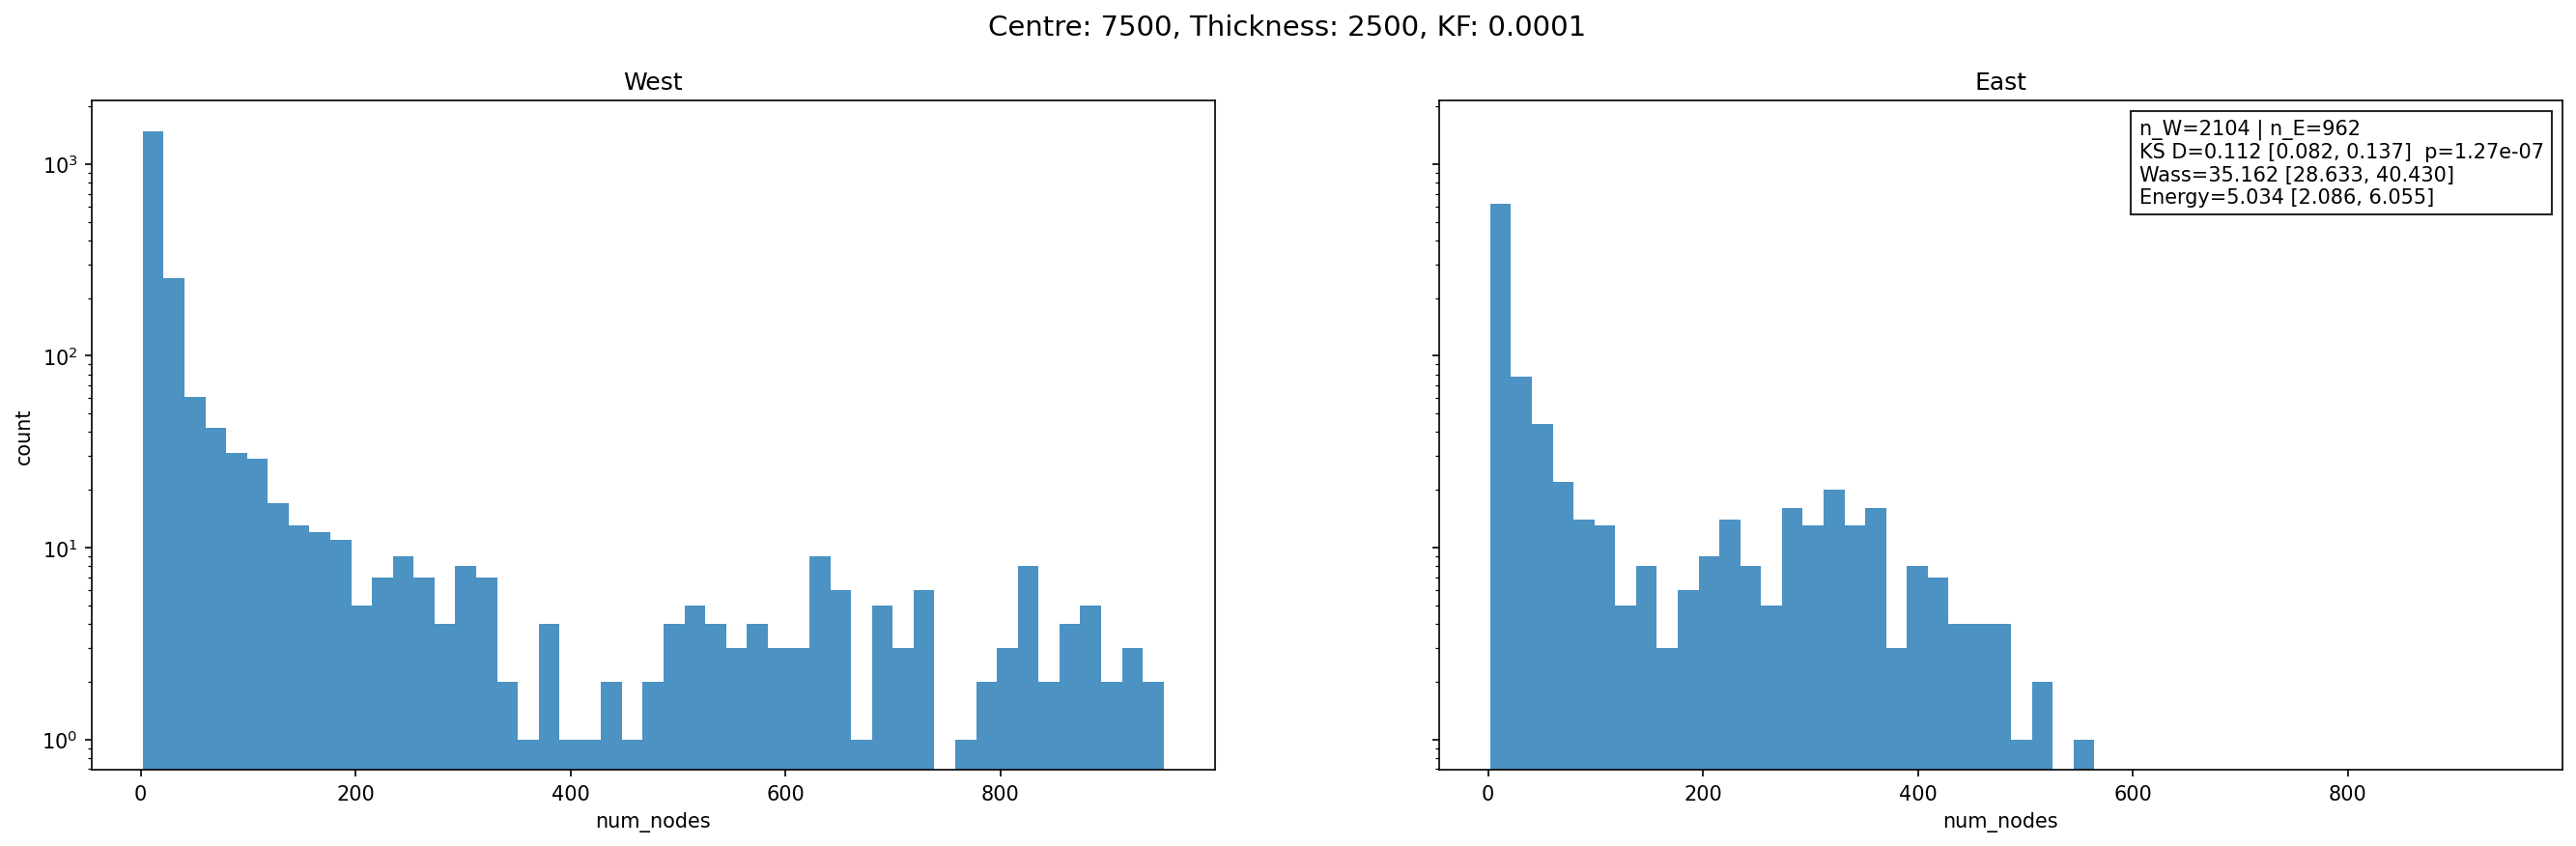 Centre: 7500, Thickness: 2500, KF: 0.0001
West
East
n_W=2104 | n_E=962
KS D=0.112 [0.082, 0.137]  p=1.27e-07
Wass=35.162 [28.633, 40.430]
Energy=5.034 [2.086, 6.055]
10³
10²
10¹
10⁰
count
0 200 400 600 800
num_nodes
0 200 400 600 800
num_nodes